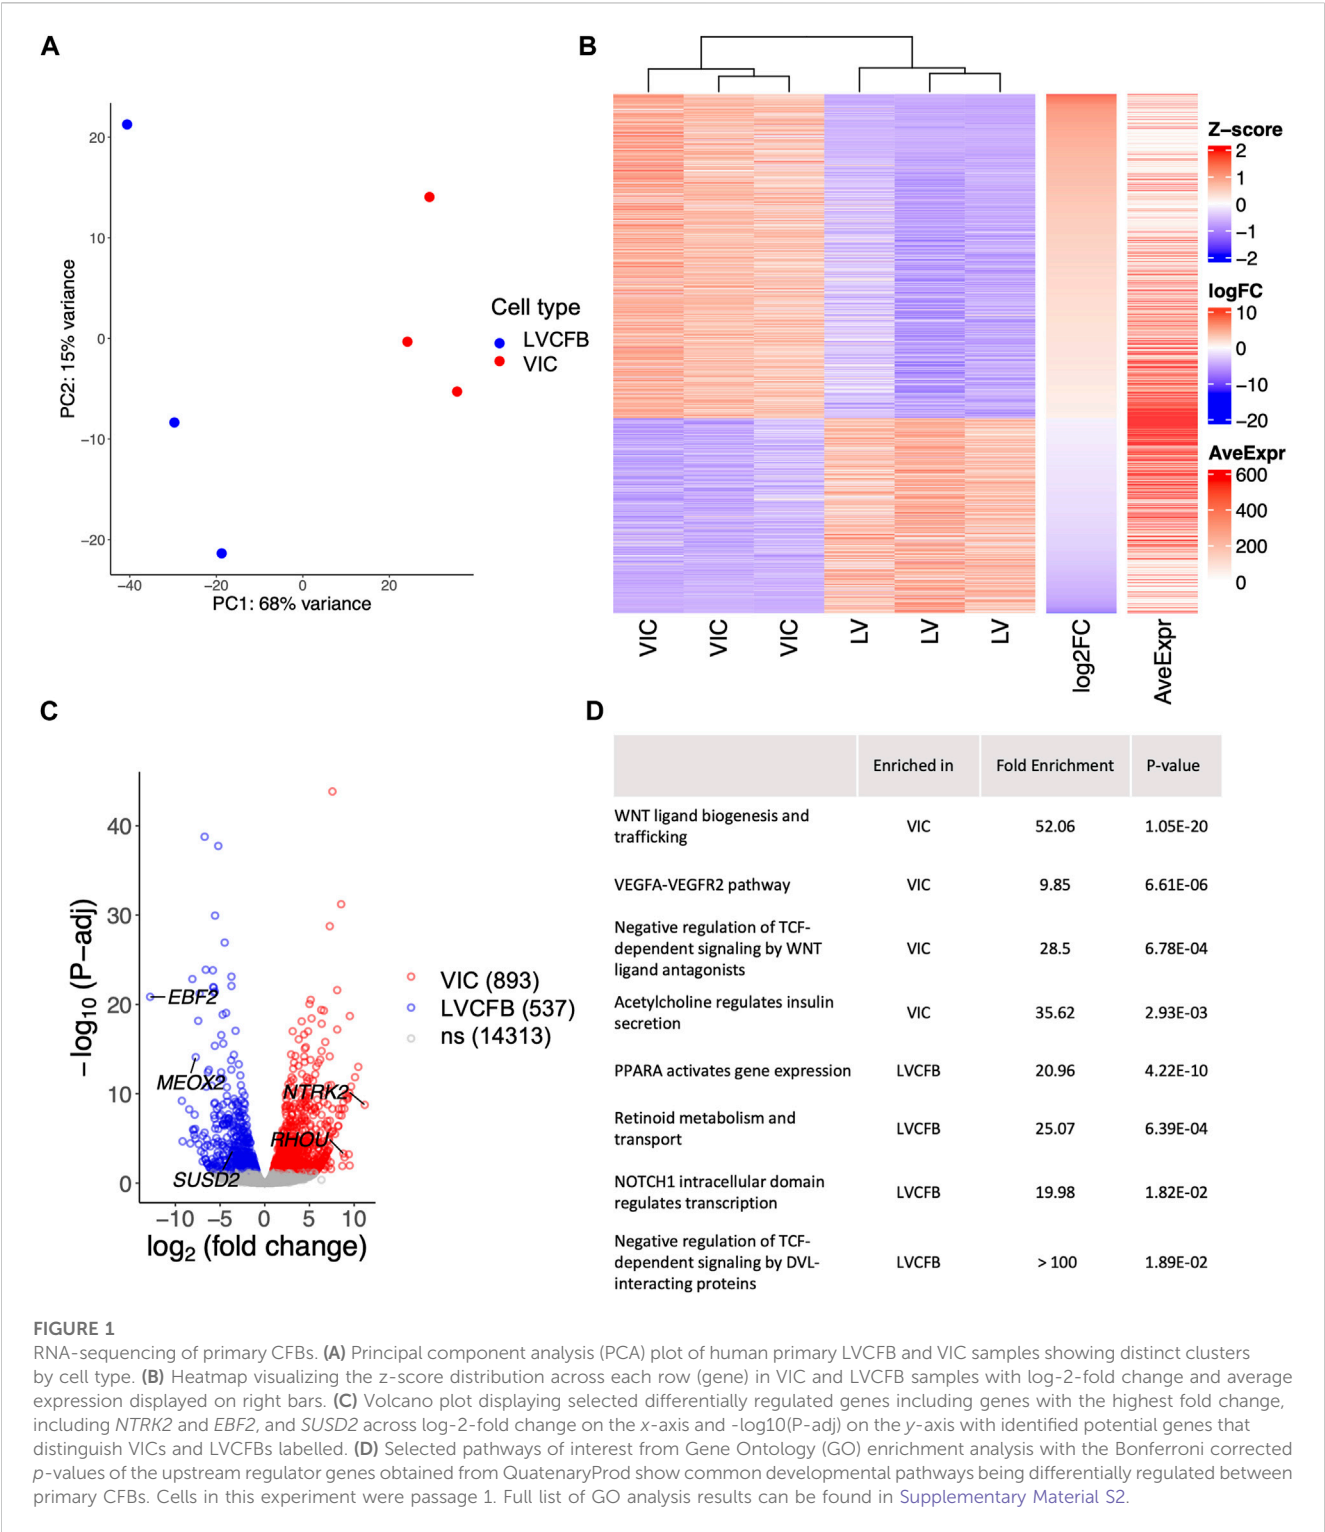 A
20
10
0
−10
−20
PC2: 15% variance
−40
−20
0
20
PC1: 68% variance
Cell type
LVCFB
VIC
B
VIC
VIC
VIC
LV
LV
LV
log2FC
AveExpr
Z−score
2
1
0
−1
−2
logFC
10
0
−10
−20
AveExpr
600
400
200
0
C
40
30
20
10
0
−log10 (P−adj)
EBF2
MEOX2
SUSD2
NTRK2
RHOU
−10 −5 0 5 10
log2 (fold change)
VIC (893)
LVCFB (537)
ns (14313)
D
Enriched in Fold Enrichment P-value
WNT ligand biogenesis and
trafficking
VIC 52.06 1.05E-20
VEGFA-VEGFR2 pathway VIC 9.85 6.61E-06
Negative regulation of TCF-
dependent signaling by WNT
ligand antagonists
VIC 28.5 6.78E-04
Acetylcholine regulates insulin
secretion
VIC 35.62 2.93E-03
PPARA activates gene expression LVCFB 20.96 4.22E-10
Retinoid metabolism and
transport
LVCFB 25.07 6.39E-04
NOTCH1 intracellular domain
regulates transcription
LVCFB 19.98 1.82E-02
Negative regulation of TCF-
dependent signaling by DVL-
interacting proteins
LVCFB > 100 1.89E-02
FIGURE 1
RNA-sequencing of primary CFBs. (A) Principal component analysis (PCA) plot of human primary LVCFB and VIC samples showing distinct clusters
by cell type. (B) Heatmap visualizing the z-score distribution across each row (gene) in VIC and LVCFB samples with log-2-fold change and average
expression displayed on right bars. (C) Volcano plot displaying selected differentially regulated genes including genes with the highest fold change,
including NTRK2 and EBF2, and SUSD2 across log-2-fold change on the x-axis and -log10(P-adj) on the y-axis with identified potential genes that
distinguish VICs and LVCFBs labelled. (D) Selected pathways of interest from Gene Ontology (GO) enrichment analysis with the Bonferroni corrected
p-values of the upstream regulator genes obtained from QuatenaryProd show common developmental pathways being differentially regulated between
primary CFBs. Cells in this experiment were passage 1. Full list of GO analysis results can be found in Supplementary Material S2.